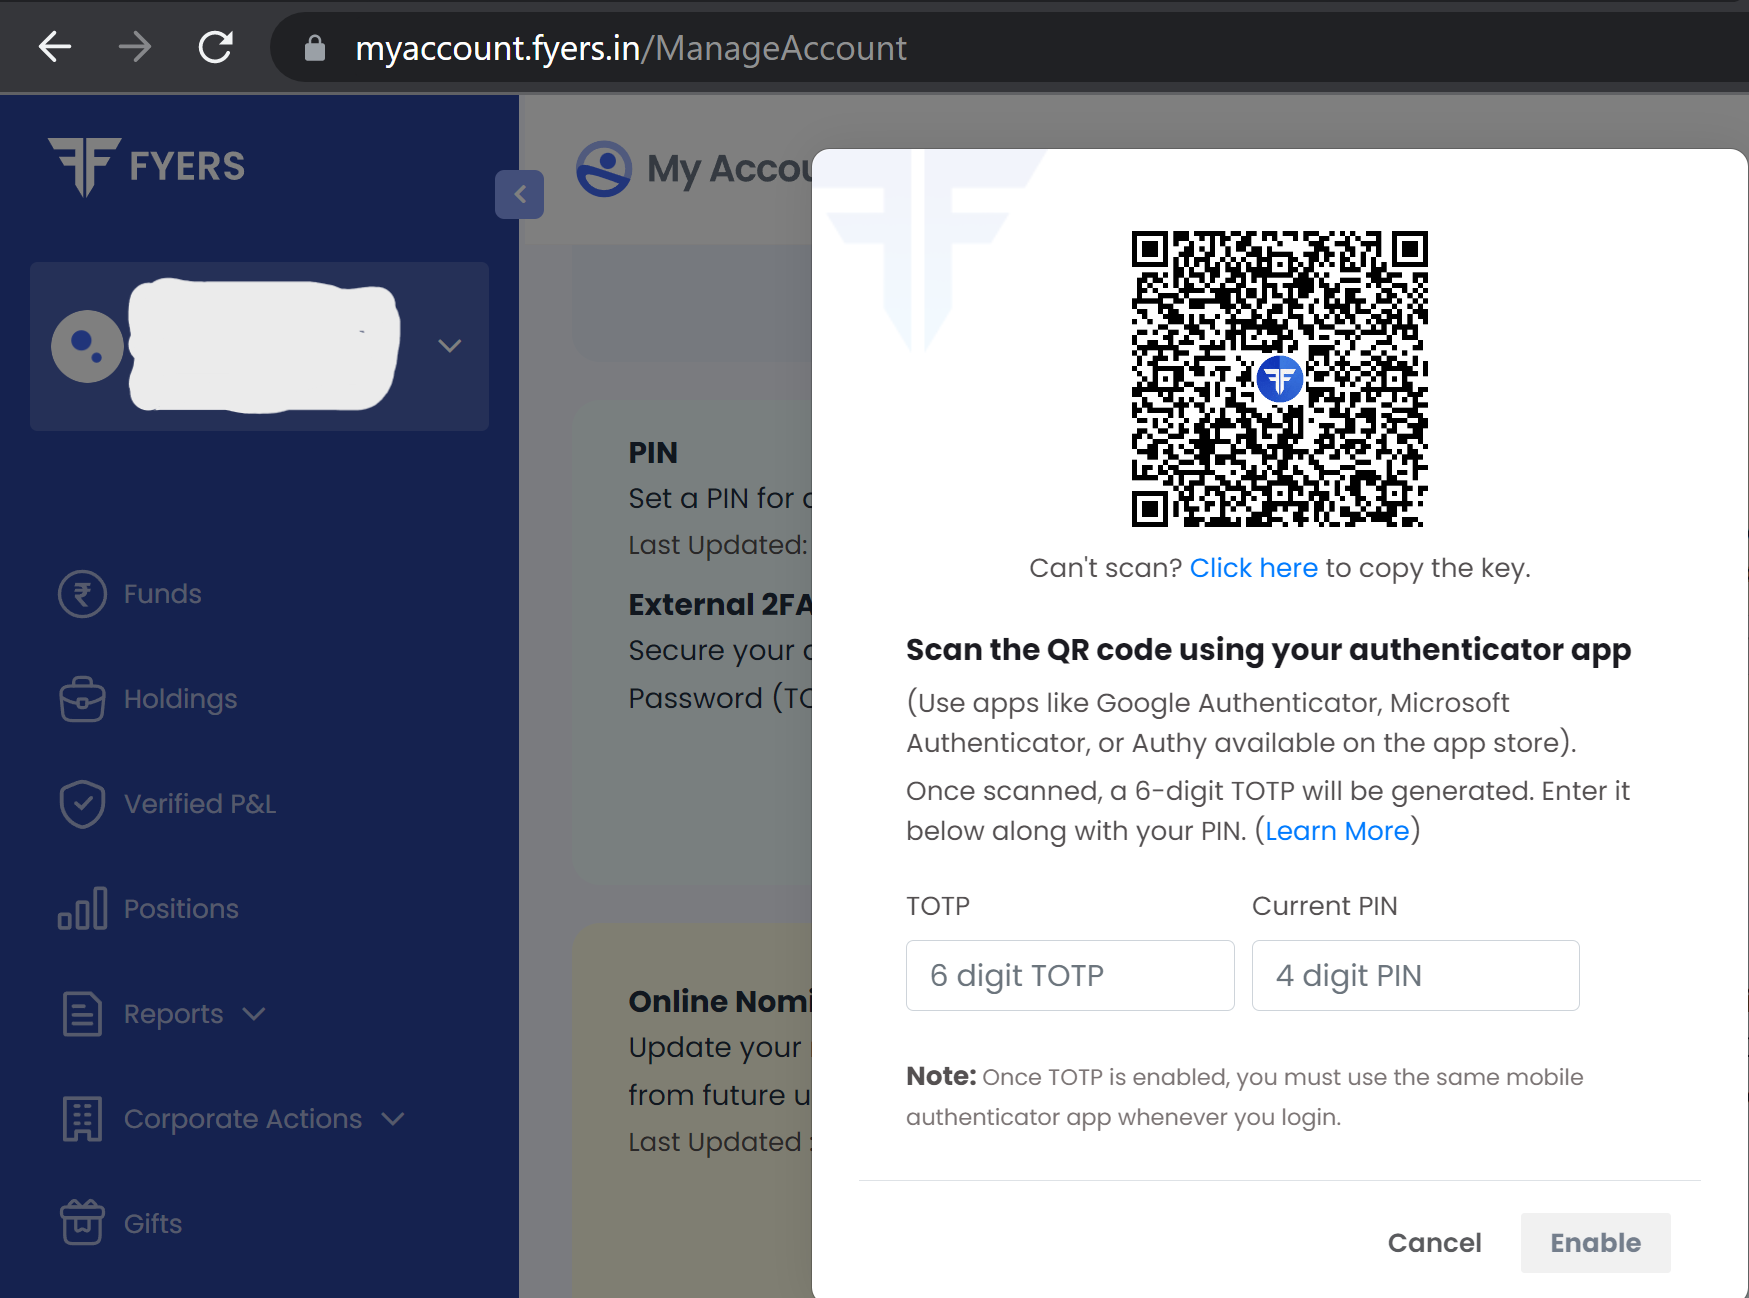 myaccount.fyers.in/ManageAccount
FYERS
Funds
Holdings
Verified P&L
Positions
Reports
Corporate Actions
Gifts
My Accou
PIN
Set a PIN for
Last Updated:
External 2FA
Secure your
Password (TO
Online Nomi
Update your
from future u
Last Updated :
Can't scan? Click here to copy the key.
Scan the QR code using your authenticator app
(Use apps like Google Authenticator, Microsoft
Authenticator, or Authy available on the app store).
Once scanned, a 6-digit TOTP will be generated. Enter it
below along with your PIN. (Learn More)
TOTP
Current PIN
6 digit TOTP
4 digit PIN
Note: Once TOTP is enabled, you must use the same mobile
authenticator app whenever you login.
Cancel
Enable